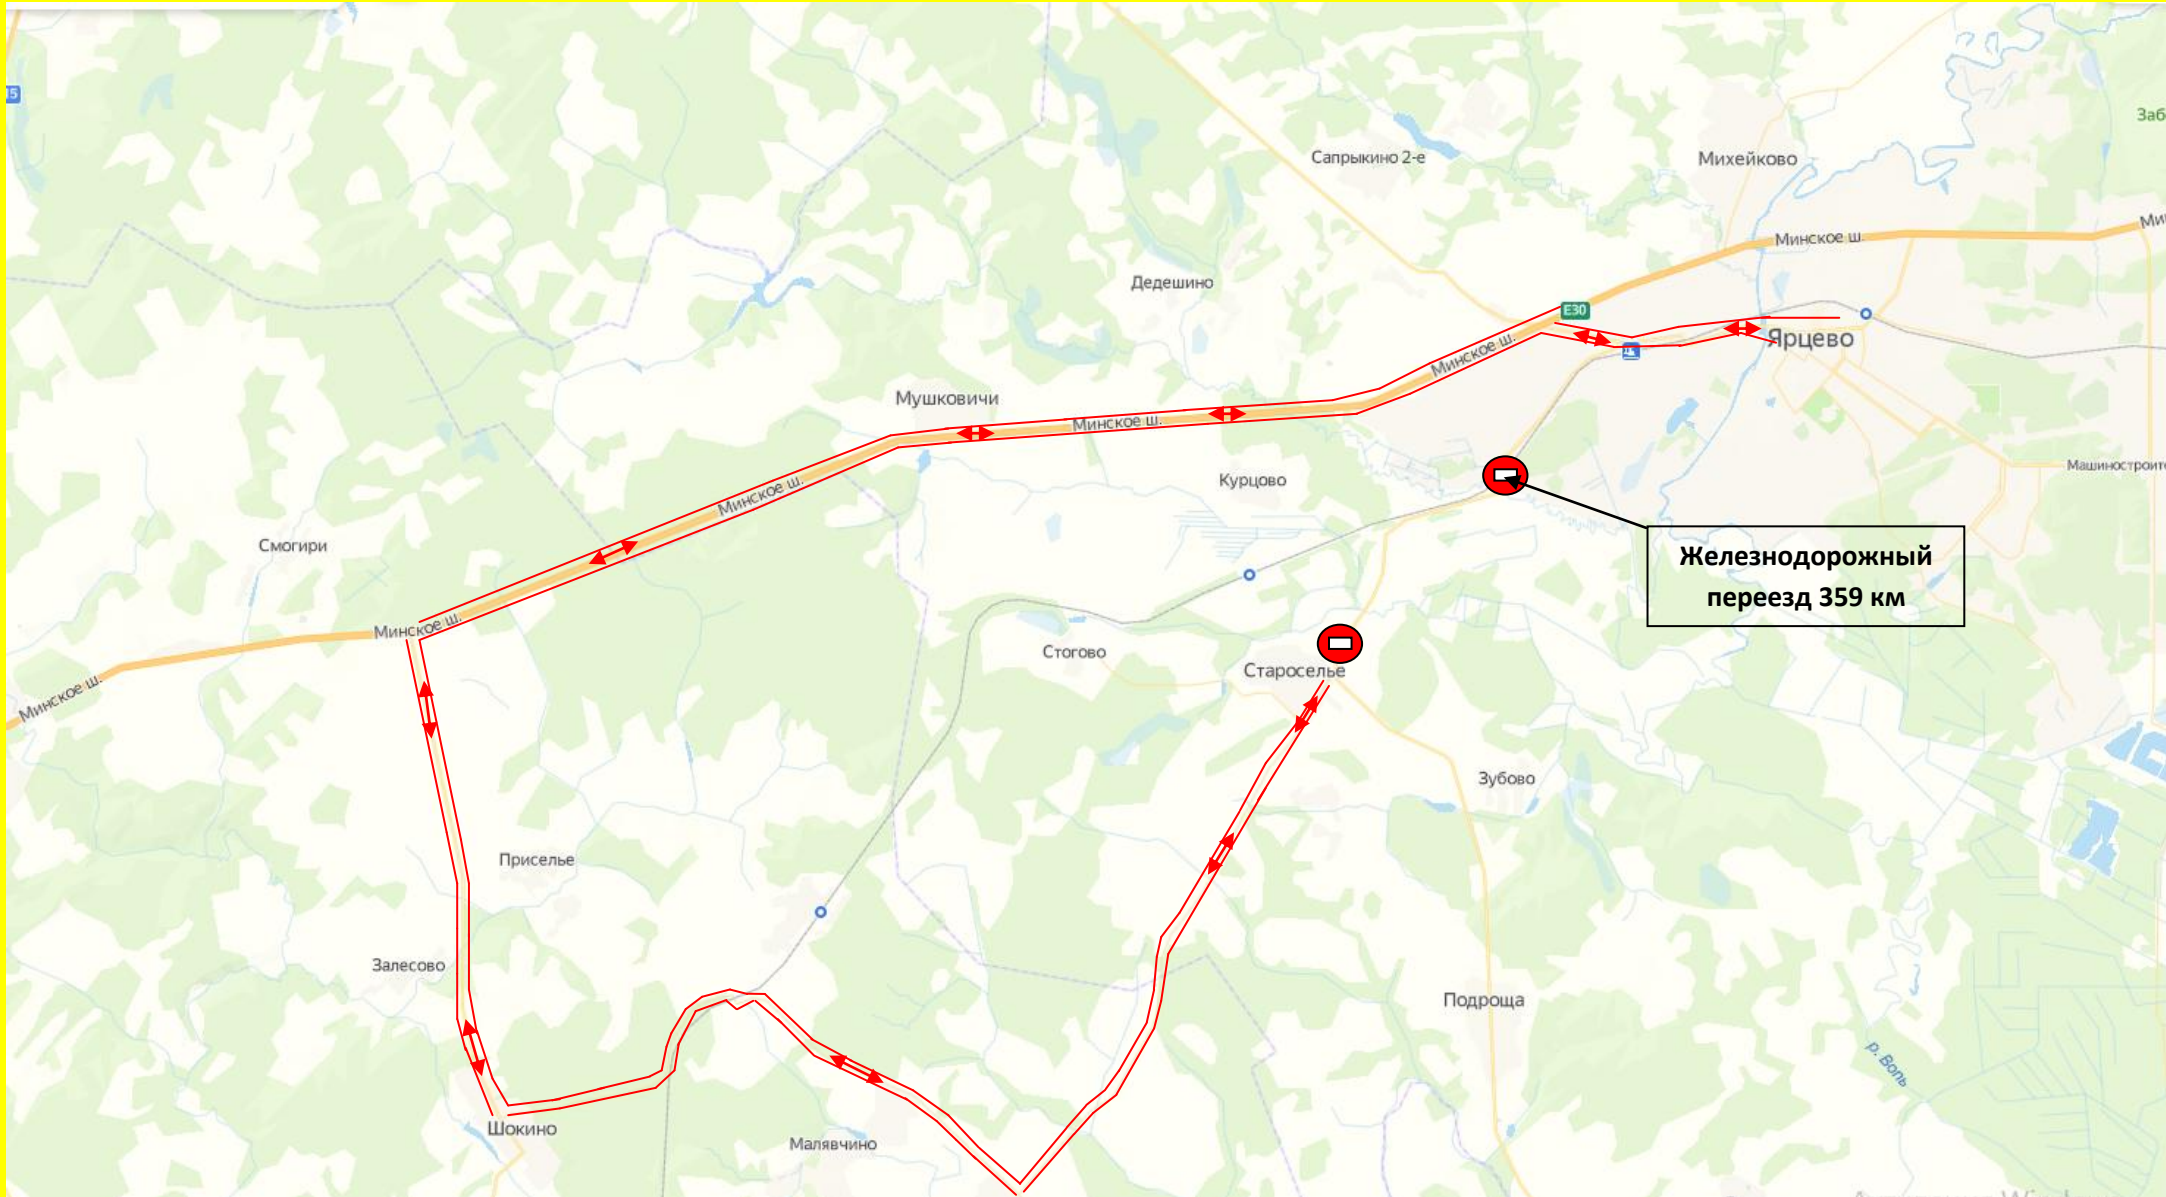 Заб
15
Сапрыкино 2-е
Михейково
Минское ш.
Дедешино
E30
Ярцево
Минское ш.
Мушковичи
Минское ш.
Машиностроит
Курцово
Минское ш.
Железнодорожный
переезд 359 км
Смогири
Минское ш.
Стогово
Староселье
Минское ш.
Зубово
Приселье
Залесово
Подроща
р. Вопь
Шокино
Малявчино